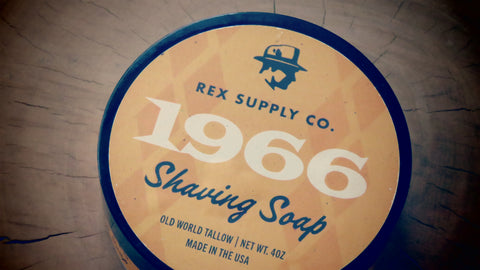 REX SUPPLY CO.
1966
Shaving Soap
OLD WORLD TALLOW | NET WT. 4OZ
MADE IN THE USA